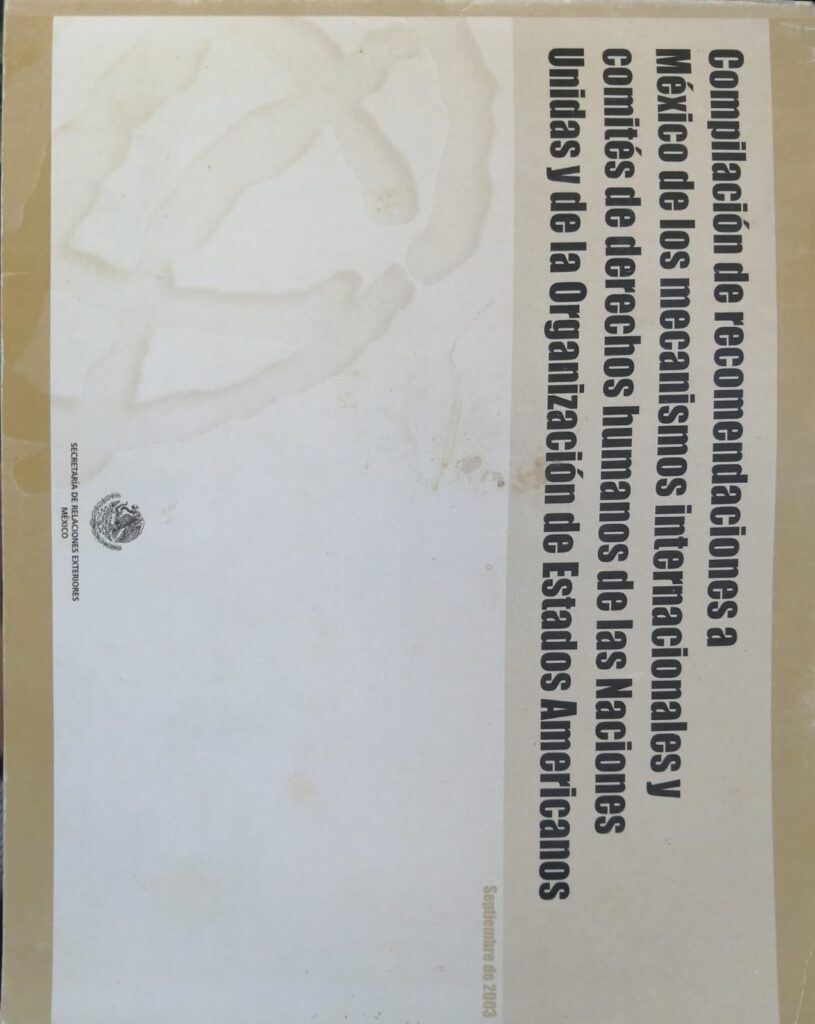 Compilación de recomendaciones a
México de los mecanismos internacionales y
comités de derechos humanos de las Naciones
Unidas y de la Organización de Estados Americanos
Septiembre de 2003
SECRETARÍA DE RELACIONES EXTERIORES
MÉXICO